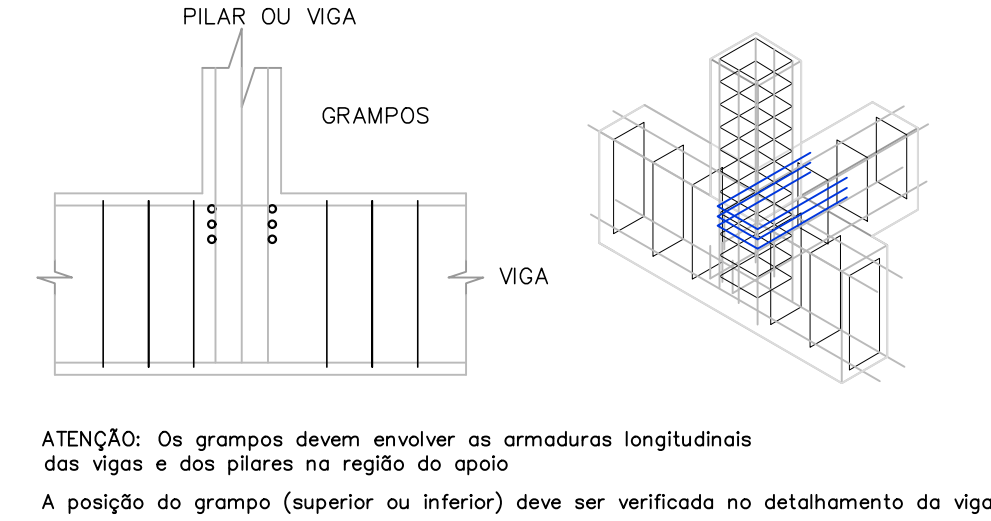 PILAR OU VIGA
GRAMPOS
VIGA
ATENÇÃO: Os grampos devem envolver as armaduras longitudinais
das vigas e dos pilares na região do apoio
A posição do grampo (superior ou inferior) deve ser verificada no detalhamento da viga